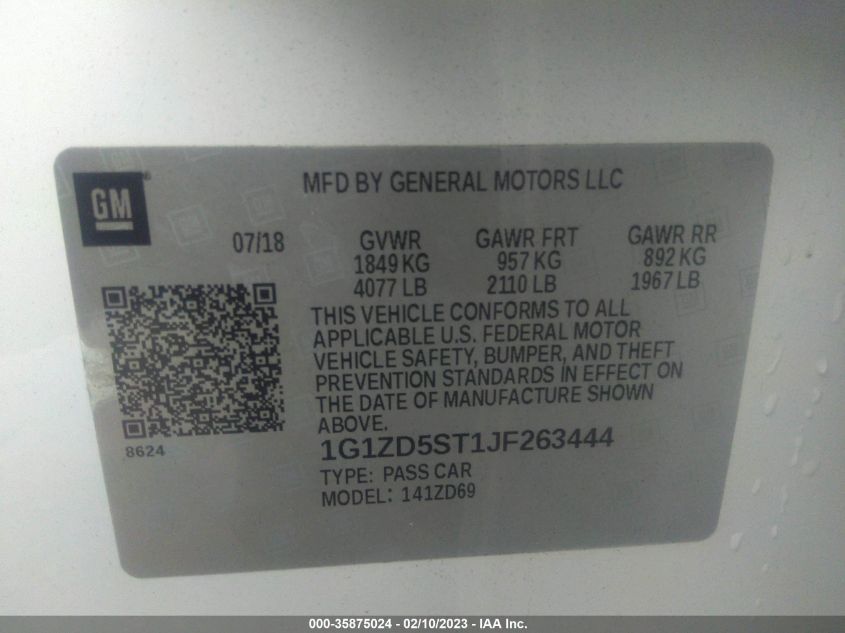 GM
MFD BY GENERAL MOTORS LLC
07/18
GVWR GAWR FRT GAWR RR
1849 KG 957 KG 892 KG
4077 LB 2110 LB 1967 LB
THIS VEHICLE CONFORMS TO ALL
APPLICABLE U.S. FEDERAL MOTOR
VEHICLE SAFETY, BUMPER, AND THEFT
PREVENTION STANDARDS IN EFFECT ON
THE DATE OF MANUFACTURE SHOWN
ABOVE.
8624
1G1ZD5ST1JF263444
TYPE: PASS CAR
MODEL: 141ZD69
000-35875024 - 02/10/2023 - IAA Inc.